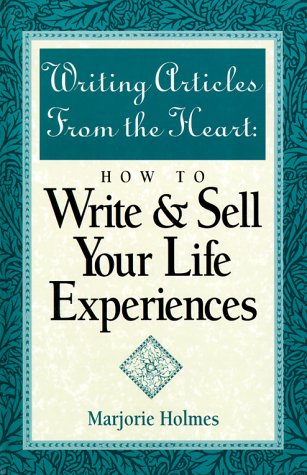 Writing Articles
From the Heart:
HOW TO
Write & Sell
Your Life
Experiences
Marjorie Holmes